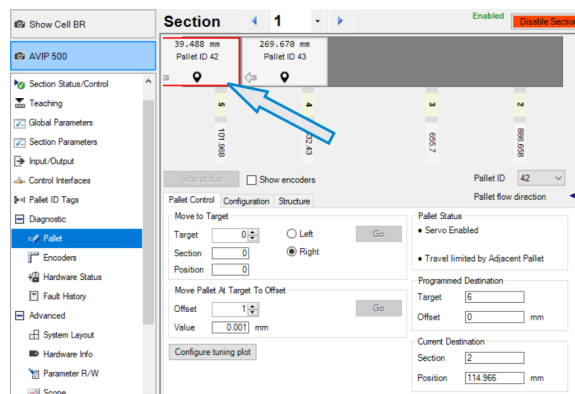 Show Cell BR
AVIP 500
Section Status/Control
Teaching
Global Parameters
Section Parameters
Input/Output
Control Interfaces
Pallet ID Tags
Diagnostic
Pallet
Encoders
Hardware Status
Fault History
Advanced
System Layout
Hardware Info
Parameter R/W
Scope
Section 1
Enabled
Disable Section
39.488 mm
Pallet ID 42
269.670 mm
Pallet ID 43
5 4 3 2
101.988 32.43 655.7 886.658
Stop status
Show encoders
Pallet ID 42
Pallet flow direction
Pallet Control Configuration Structure
Move to Target
Target 0 Left Go
Section 0 Right
Position 0
Move Pallet At Target To Offset
Offset 1 Go
Value 0.001 mm
Configure tuning plot
Pallet Status
• Servo Enabled
• Travel limited by Adjacent Pallet
Programmed Destination
Target 6
Offset 0 mm
Current Destination
Section 2
Position 114.966 mm